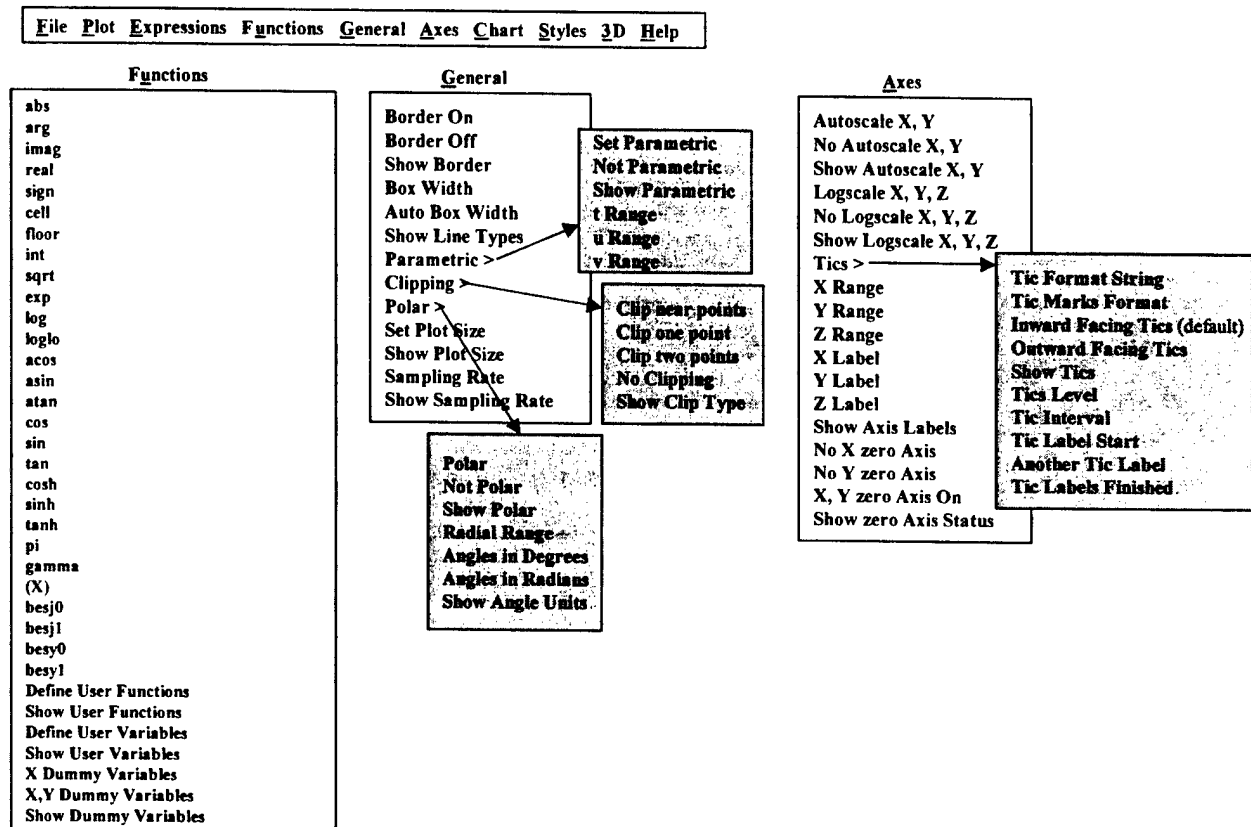 File Plot Expressions Functions General Axes Chart Styles 3D Help
Functions
abs
arg
imag
real
sign
cell
floor
int
sqrt
exp
log
loglo
acos
asin
atan
cos
sin
tan
cosh
sinh
tanh
pi
gamma
(X)
besj0
besj1
besy0
besy1
Define User Functions
Show User Functions
Define User Variables
Show User Variables
X Dummy Variables
X,Y Dummy Variables
Show Dummy Variables
General
Border On
Border Off
Show Border
Box Width
Auto Box Width
Show Line Types
Parametric >
Clipping >
Polar >
Set Plot Size
Show Plot Size
Sampling Rate
Show Sampling Rate
Set Parametric
Not Parametric
Show Parametric
t Range
u Range
v Range
Clip near points
Clip one point
Clip two points
No Clipping
Show Clip Type
Polar
Not Polar
Show Polar
Radial Range
Angles in Degrees
Angles in Radians
Show Angle Units
Axes
Autoscale X, Y
No Autoscale X, Y
Show Autoscale X, Y
Logscale X, Y, Z
No Logscale X, Y, Z
Show Logscale X, Y, Z
Tics >
X Range
Y Range
Z Range
X Label
Y Label
Z Label
Show Axis Labels
No X zero Axis
No Y zero Axis
X, Y zero Axis On
Show zero Axis Status
Tic Format String
Tic Marks Format
Inward Facing Tics (default)
Outward Facing Tics
Show Tics
Tics Level
Tic Interval
Tic Label Start
Another Tic Label
Tic Labels Finished